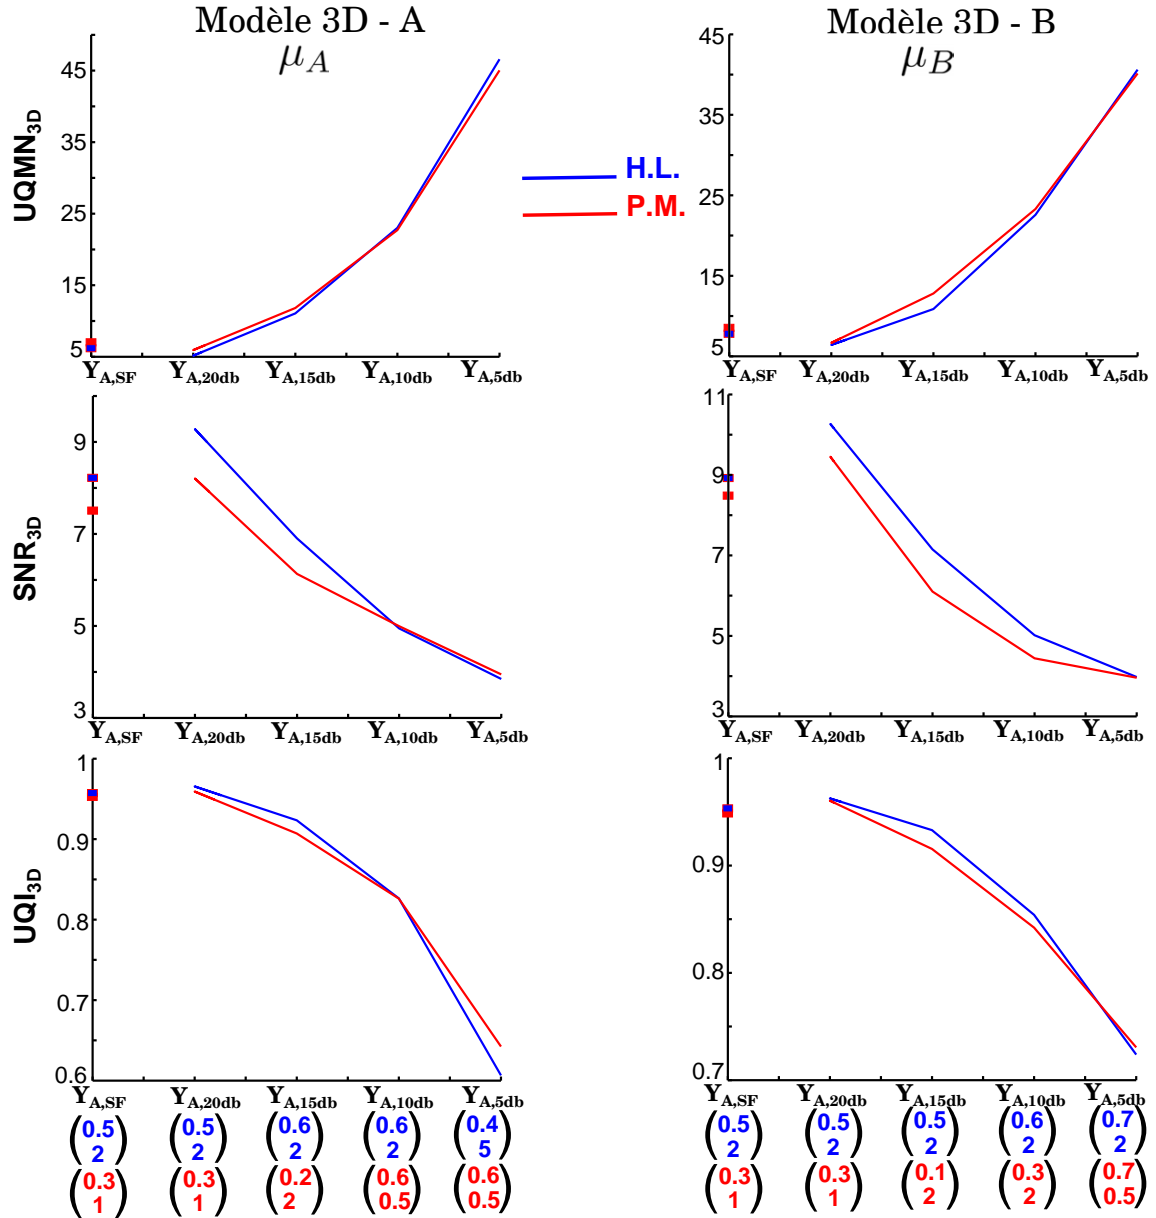 Modèle 3D - A
Modèle 3D - B
μA
μB
UQMN3D
45
35
25
15
5
YA,SF YA,20db YA,15db YA,10db YA,5db
H.L.
P.M.
45
35
25
15
5
YA,SF YA,20db YA,15db YA,10db YA,5db
SNR3D
9
7
5
3
YA,SF YA,20db YA,15db YA,10db YA,5db
11
9
7
5
3
YA,SF YA,20db YA,15db YA,10db YA,5db
UQI3D
1
0.9
0.8
0.7
0.6
YA,SF YA,20db YA,15db YA,10db YA,5db
(0.5 2) (0.5 2) (0.6 2) (0.6 2) (0.4 5)
(0.3 1) (0.3 1) (0.2 2) (0.6 0.5) (0.6 0.5)
1
0.9
0.8
0.7
YA,SF YA,20db YA,15db YA,10db YA,5db
(0.5 2) (0.5 2) (0.5 2) (0.6 2) (0.7 2)
(0.3 1) (0.3 1) (0.1 2) (0.3 2) (0.7 0.5)